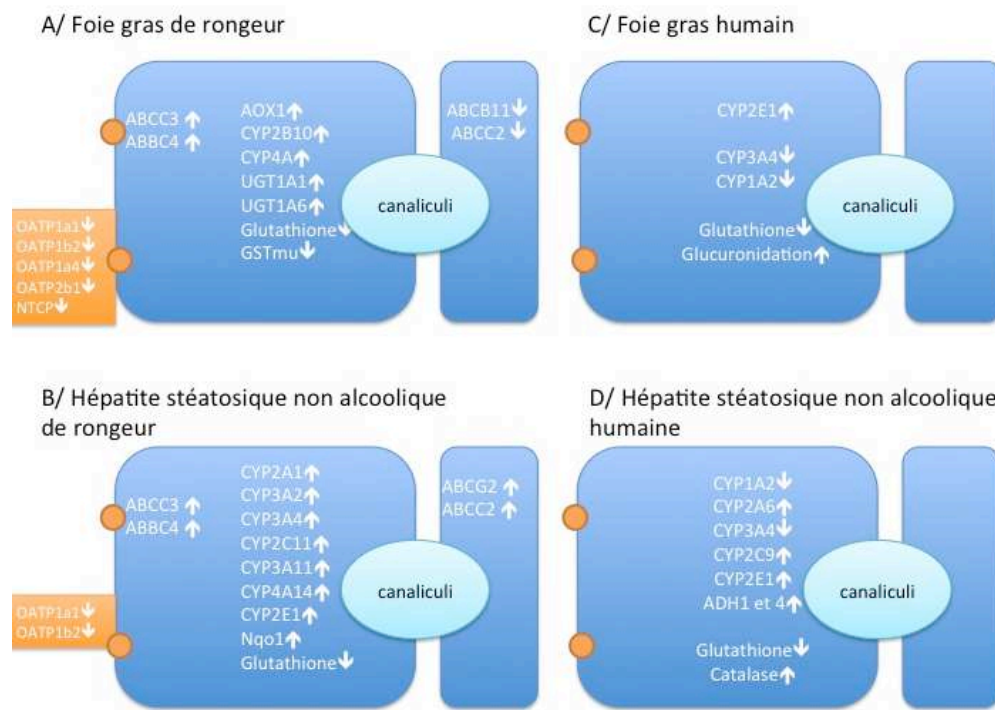 A/ Foie gras de rongeur
ABCC3 ↑
ABBC4 ↑
AOX1↑
CYP2B10↑
CYP4A↑
UGT1A1↑
UGT1A6↑
Glutathione↓
GSTmu↓
ABCB11↓
ABCC2 ↓
canaliculi
OATP1a1↓
OATP1b2↓
OATP1a4↓
OATP2b1↓
NTCP↓
C/ Foie gras humain
CYP2E1↑
CYP3A4↓
CYP1A2↓
Glutathione↓
Glucuronidation↑
canaliculi
B/ Hépatite stéatosique non alcoolique
de rongeur
ABCC3 ↑
ABBC4 ↑
CYP2A1↑
CYP3A2↑
CYP3A4↑
CYP2C11↑
CYP3A11↑
CYP4A14↑
CYP2E1↑
Nqo1↑
Glutathione↓
ABCG2 ↑
ABCC2 ↑
canaliculi
OATP1a1↓
OATP1b2↓
D/ Hépatite stéatosique non alcoolique
humaine
CYP1A2↓
CYP2A6↑
CYP3A4↓
CYP2C9↑
CYP2E1↑
ADH1 et 4↑
Glutathione↓
Catalase↑
canaliculi